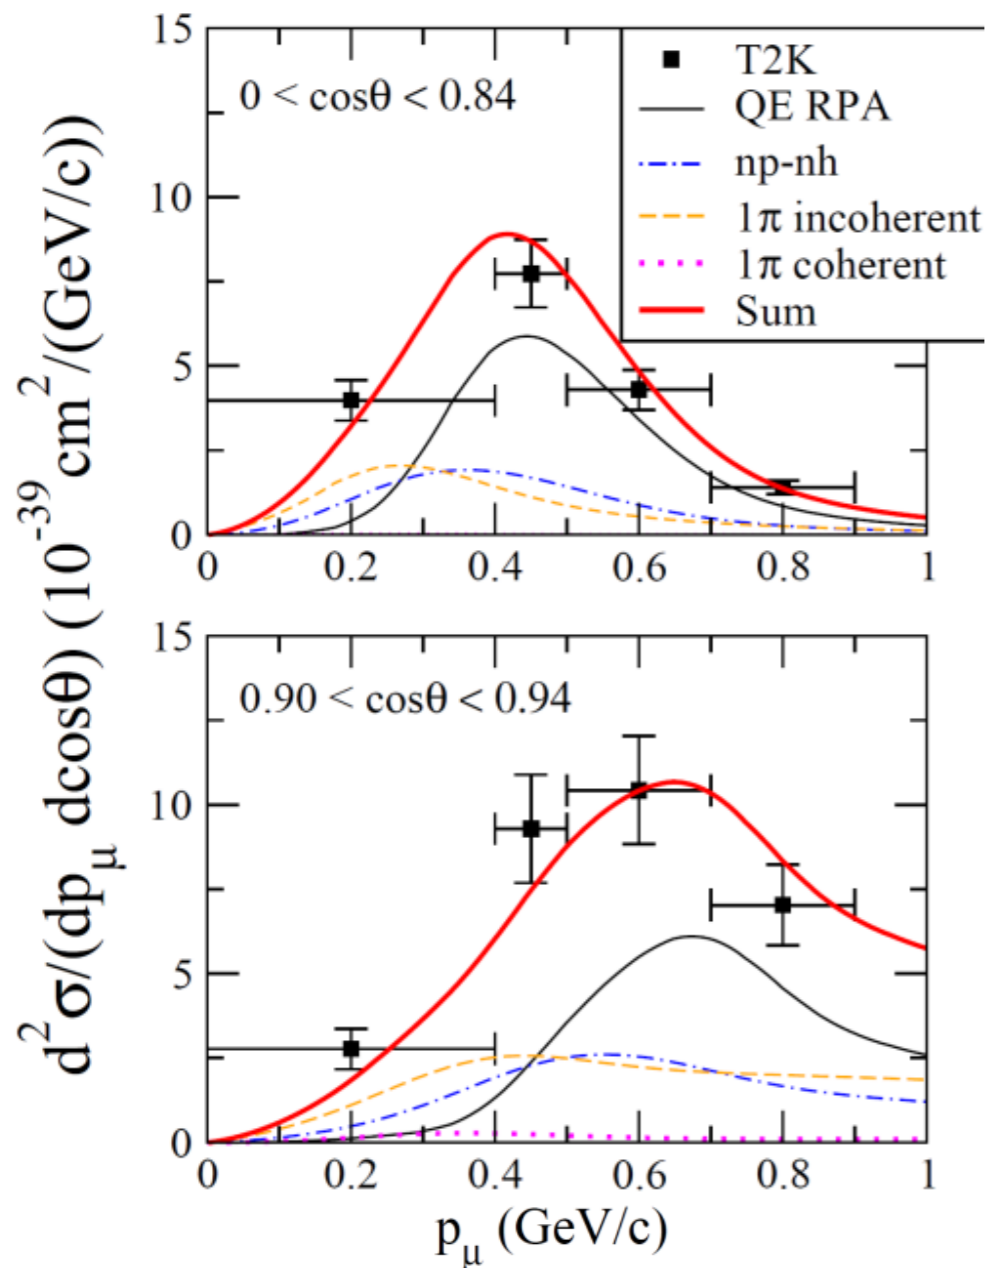 15
10
5
0
0 < cosθ < 0.84
T2K
QE RPA
np-nh
1π incoherent
1π coherent
Sum
0 0.2 0.4 0.6 0.8 1
d²σ/(dp_μ dcosθ) (10⁻³⁹ cm²/(GeV/c))
15
10
5
0
0.90 < cosθ < 0.94
0 0.2 0.4 0.6 0.8 1
p_μ (GeV/c)